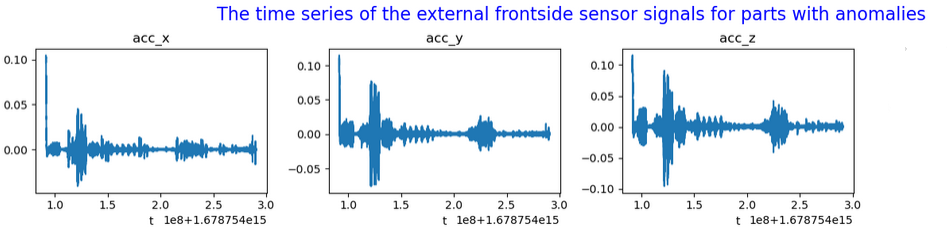 The time series of the external frontside sensor signals for parts with anomalies
acc_x
0.10
0.05
0.00
1.0 1.5 2.0 2.5 3.0
t 1e8+1.678754e15
acc_y
0.10
0.05
0.00
−0.05
1.0 1.5 2.0 2.5 3.0
t 1e8+1.678754e15
acc_z
0.10
0.05
0.00
−0.05
−0.10
1.0 1.5 2.0 2.5 3.0
t 1e8+1.678754e15